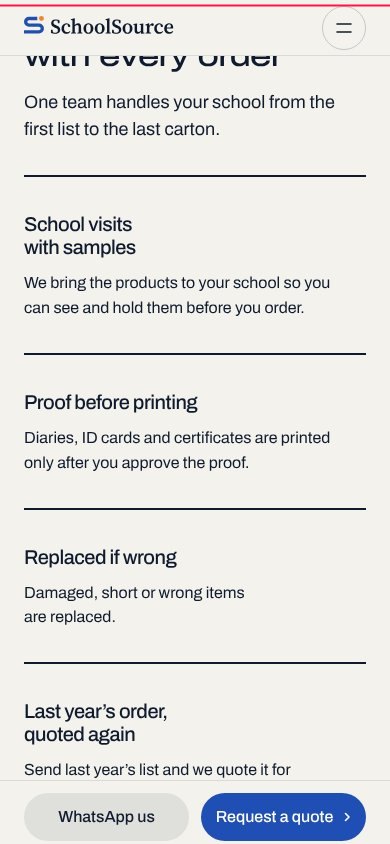 SchoolSource
with every order
One team handles your school from the
first list to the last carton.
School visits
with samples
We bring the products to your school so you
can see and hold them before you order.
Proof before printing
Diaries, ID cards and certificates are printed
only after you approve the proof.
Replaced if wrong
Damaged, short or wrong items
are replaced.
Last year’s order,
quoted again
Send last year’s list and we quote it for
WhatsApp us
Request a quote